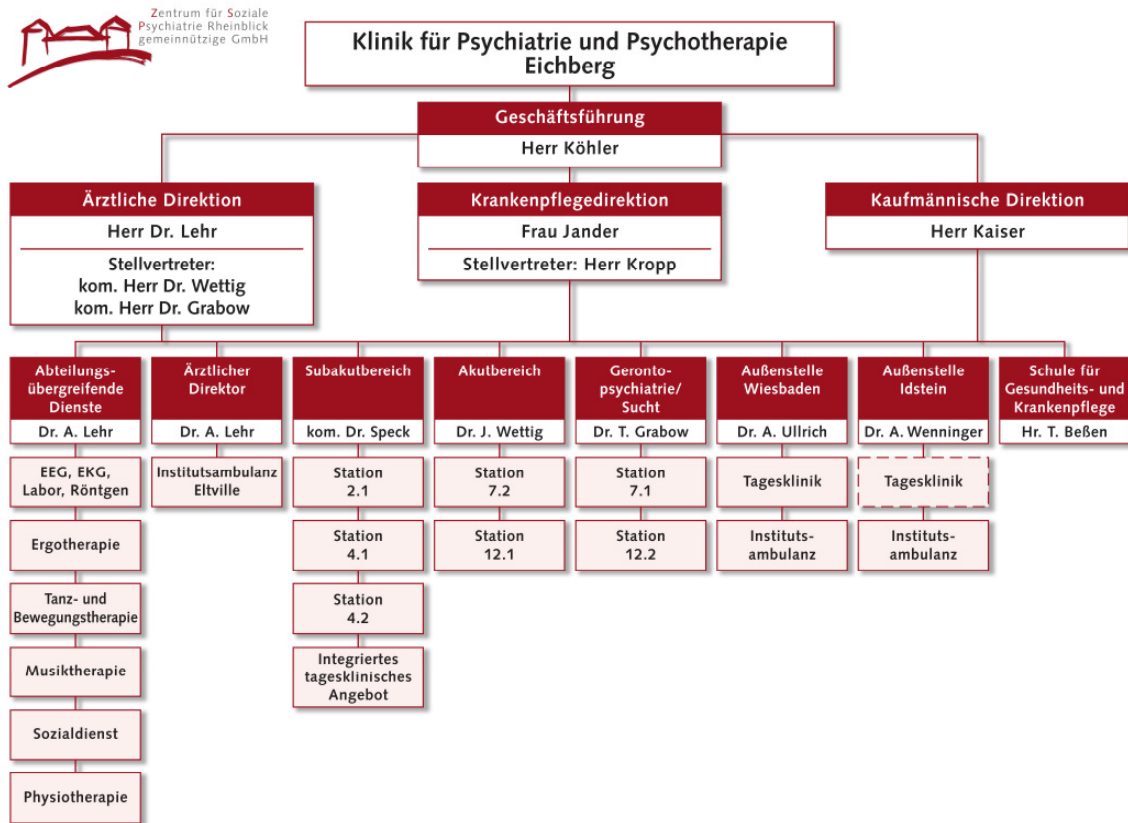 Zentrum für Soziale
Psychiatrie Rheinblick
gemeinnützige GmbH
Klinik für Psychiatrie und Psychotherapie
Eichberg
Geschäftsführung
Herr Köhler
Ärztliche Direktion
Herr Dr. Lehr
Stellvertreter:
kom. Herr Dr. Wettig
kom. Herr Dr. Grabow
Krankenpflegedirektion
Frau Jander
Stellvertreter: Herr Kropp
Kaufmännische Direktion
Herr Kaiser
Abteilungs-
übergreifende
Dienste
Dr. A. Lehr
EEG, EKG,
Labor, Röntgen
Ergotherapie
Tanz- und
Bewegungstherapie
Musiktherapie
Sozialdienst
Physiotherapie
Ärztlicher
Direktor
Dr. A. Lehr
Institutsambulanz
Eltville
Subakutbereich
kom. Dr. Speck
Station
2.1
Station
4.1
Station
4.2
Integriertes
tagesklinisches
Angebot
Akutbereich
Dr. J. Wettig
Station
7.2
Station
12.1
Geronto-
psychiatrie/
Sucht
Dr. T. Grabow
Station
7.1
Station
12.2
Außenstelle
Wiesbaden
Dr. A. Ullrich
Tagesklinik
Instituts-
ambulanz
Außenstelle
Idstein
Dr. A. Wenninger
Tagesklinik
Instituts-
ambulanz
Schule für
Gesundheits- und
Krankenpflege
Hr. T. Beßen